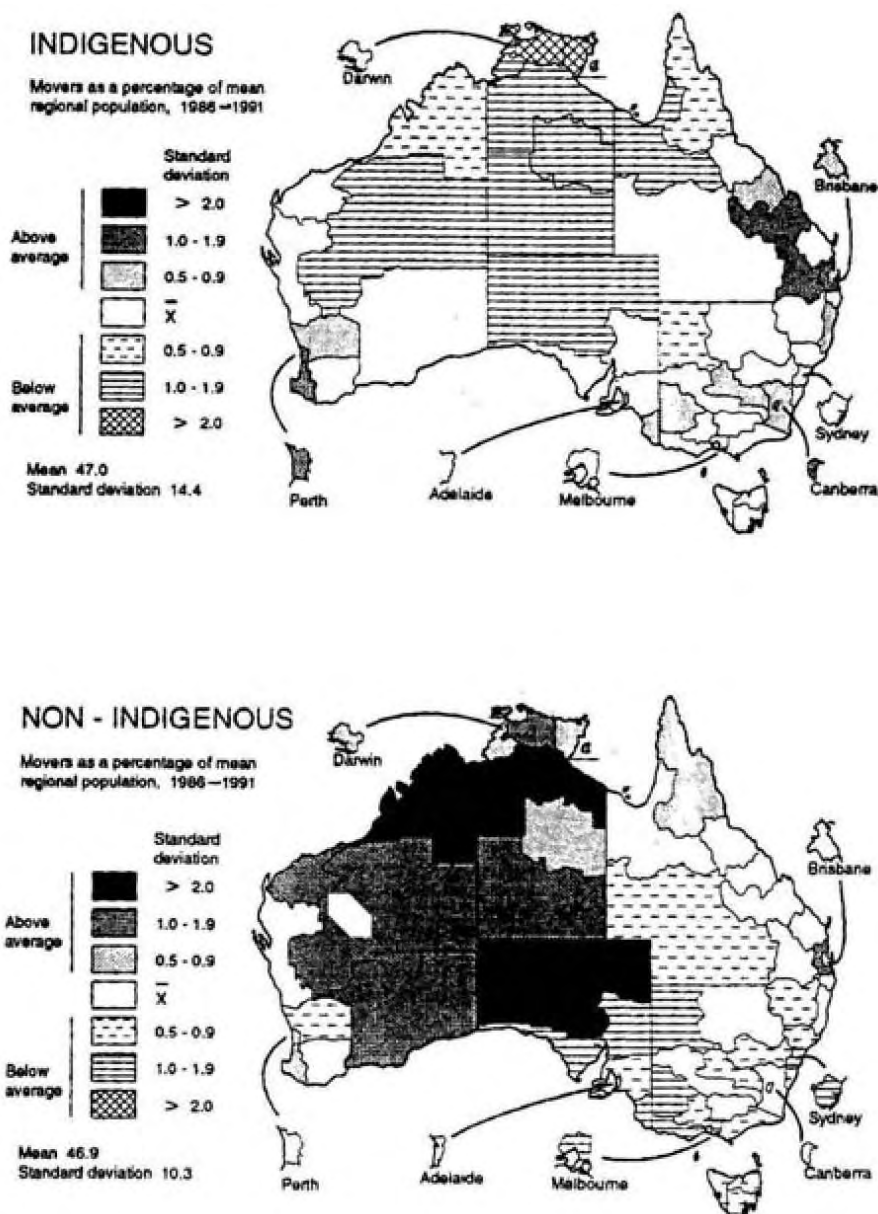 INDIGENOUS
Movers as a percentage of mean
regional population, 1986–1991
Standard
deviation
Above
average
> 2.0
1.0 - 1.9
0.5 - 0.9
X̄
Below
average
0.5 - 0.9
1.0 - 1.9
> 2.0
Mean 47.0
Standard deviation 14.4
Darwin
Brisbane
Sydney
Canberra
Melbourne
Adelaide
Perth
NON - INDIGENOUS
Movers as a percentage of mean
regional population, 1986–1991
Standard
deviation
Above
average
> 2.0
1.0 - 1.9
0.5 - 0.9
X̄
Below
average
0.5 - 0.9
1.0 - 1.9
> 2.0
Mean 46.9
Standard deviation 10.3
Darwin
Brisbane
Sydney
Canberra
Melbourne
Adelaide
Perth